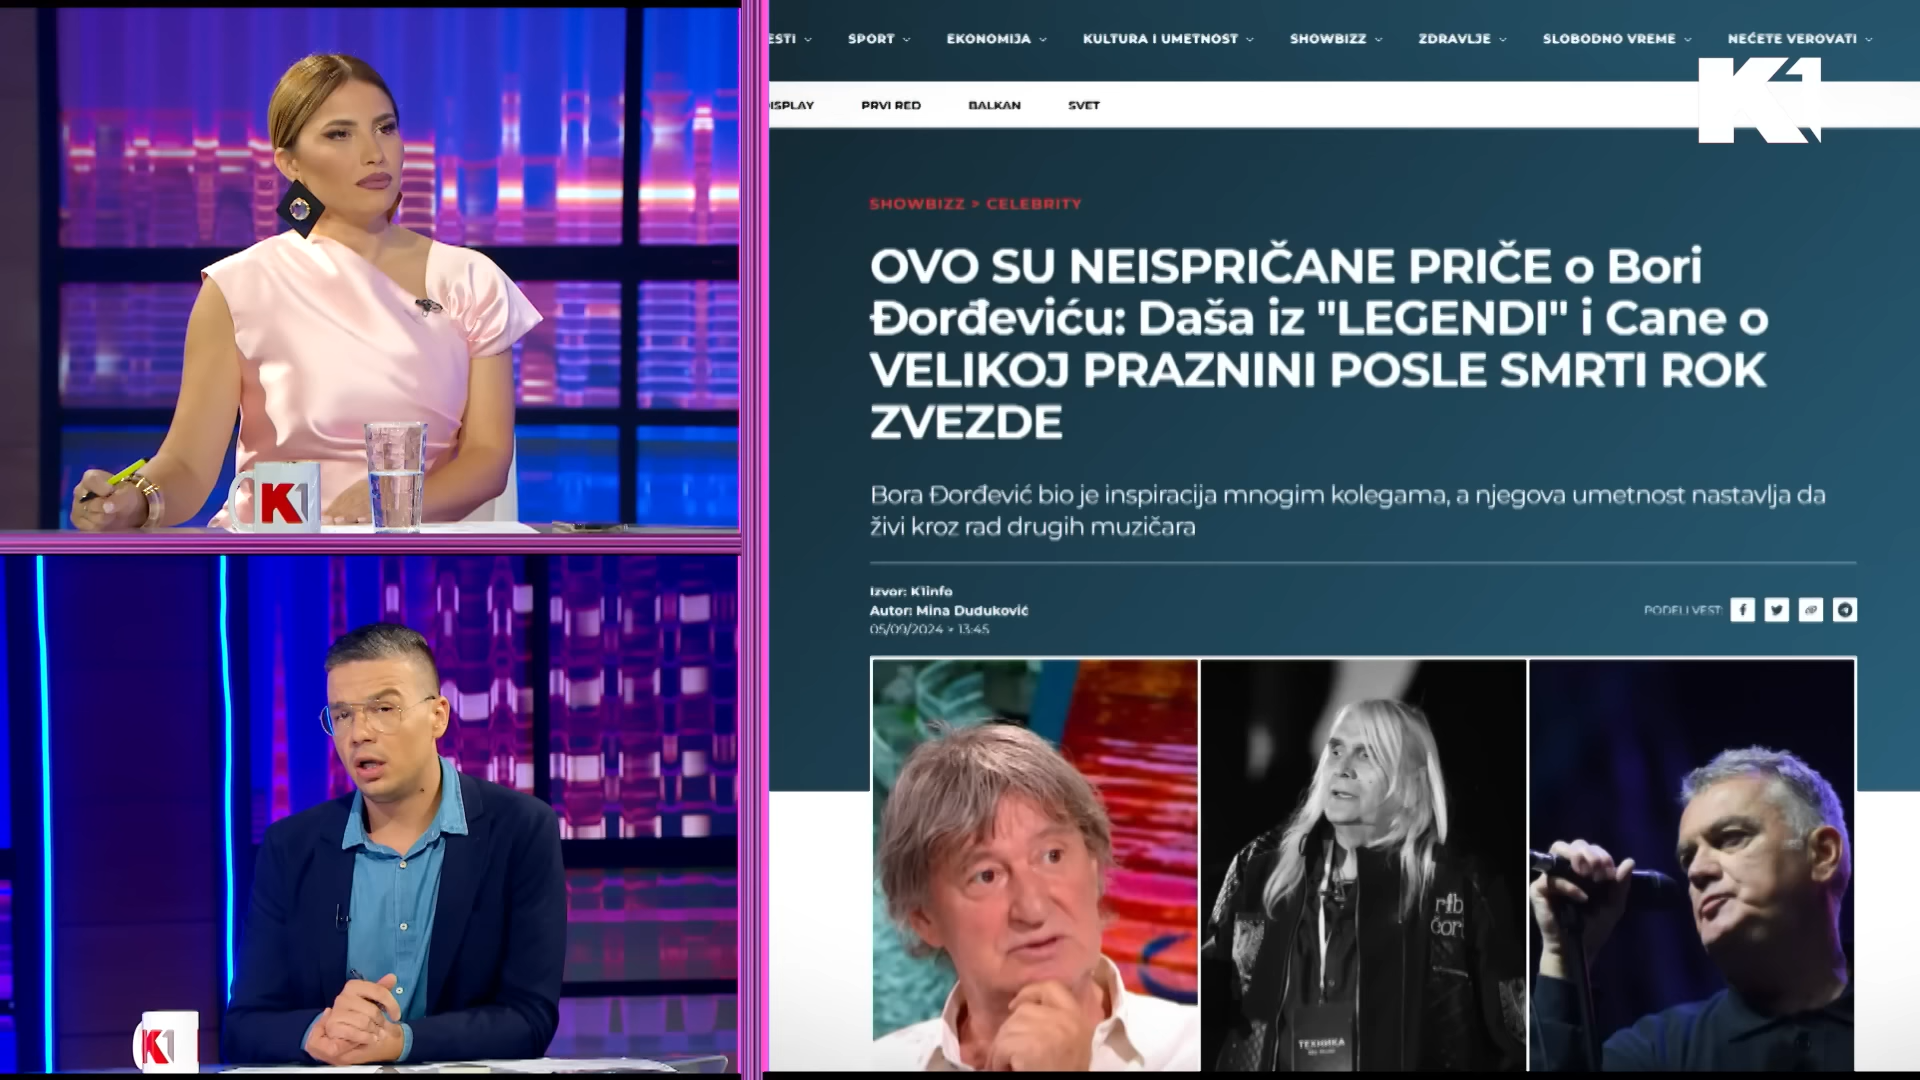 ESTI
SPORT
EKONOMIJA
KULTURA I UMETNOST
SHOWBIZZ
ZDRAVLJE
SLOBODNO VREME
NEĆETE VEROVATI
K1
ISPLAY
PRVI RED
BALKAN
SVET
SHOWBIZZ > CELEBRITY
OVO SU NEISPRIČANE PRIČE o Bori
Đorđeviću: Daša iz "LEGENDI" i Cane o
VELIKOJ PRAZNINI POSLE SMRTI ROK
ZVEZDE
Bora Đorđević bio je inspiracija mnogim kolegama, a njegova umetnost nastavlja da
živi kroz rad drugih muzičara
Izvor: K1info
Autor: Mina Duduković
05/09/2024 > 13:45
PODELI VEST:
K1
K1
rib
čor
ТЕХНИКА